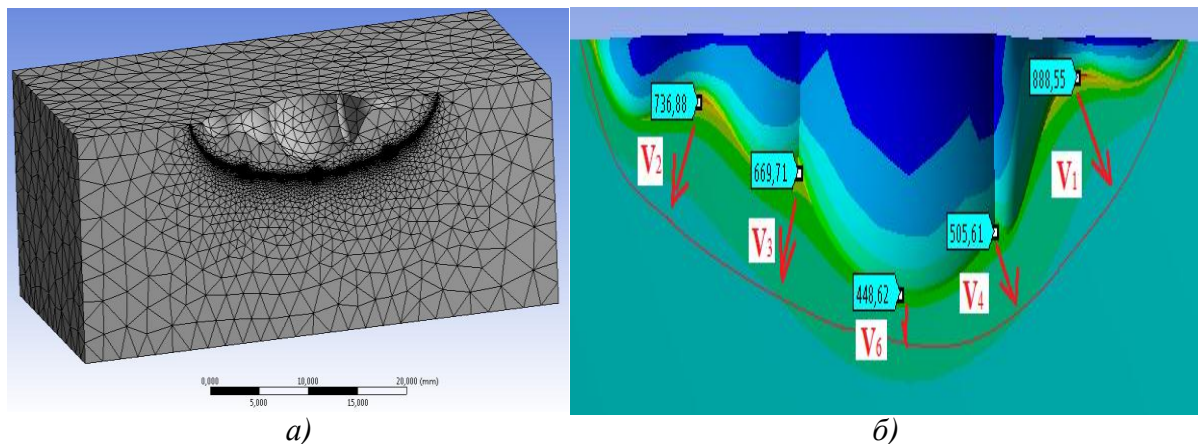 0,000
10,000
20,000 (mm)
5,000
15,000
а)
888,55
736,88
V2
V1
669,71
V3
505,61
448,62
V4
V6
б)